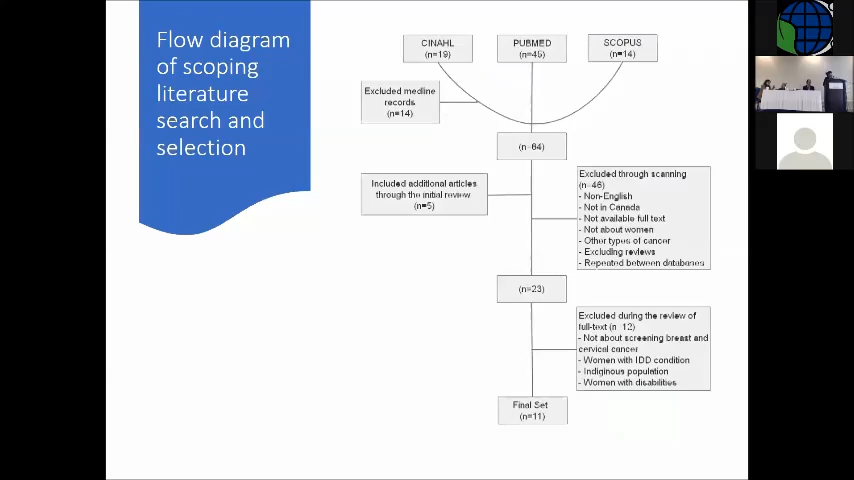 Flow diagram
of scoping
literature
search and
selection
CINAHL
(n=19)
PUBMED
(n=45)
SCOPUS
(n=14)
Excluded medline
records
(n=14)
(n=64)
Included additional articles
through the initial review
(n=5)
Excluded through scanning
(n=46)
- Non-English
- Not in Canada
- Not available full text
- Not about women
- Other types of cancer
- Excluding reviews
- Repeated between databases
(n=23)
Excluded during the review of
full-text (n=12)
- Not about screening breast and
cervical cancer
- Women with IDD condition
- Indiginous population
- Women with disabilities
Final Set
(n=11)